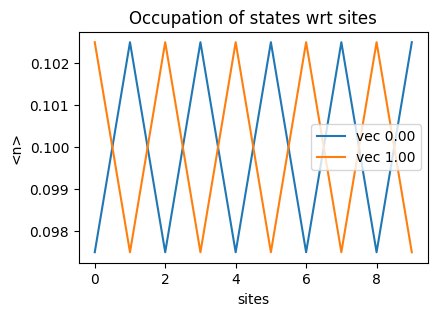 Occupation of states wrt sites
0.102
0.101
0.100
0.099
0.098
<n>
vec 0.00
vec 1.00
0
2
4
6
8
sites